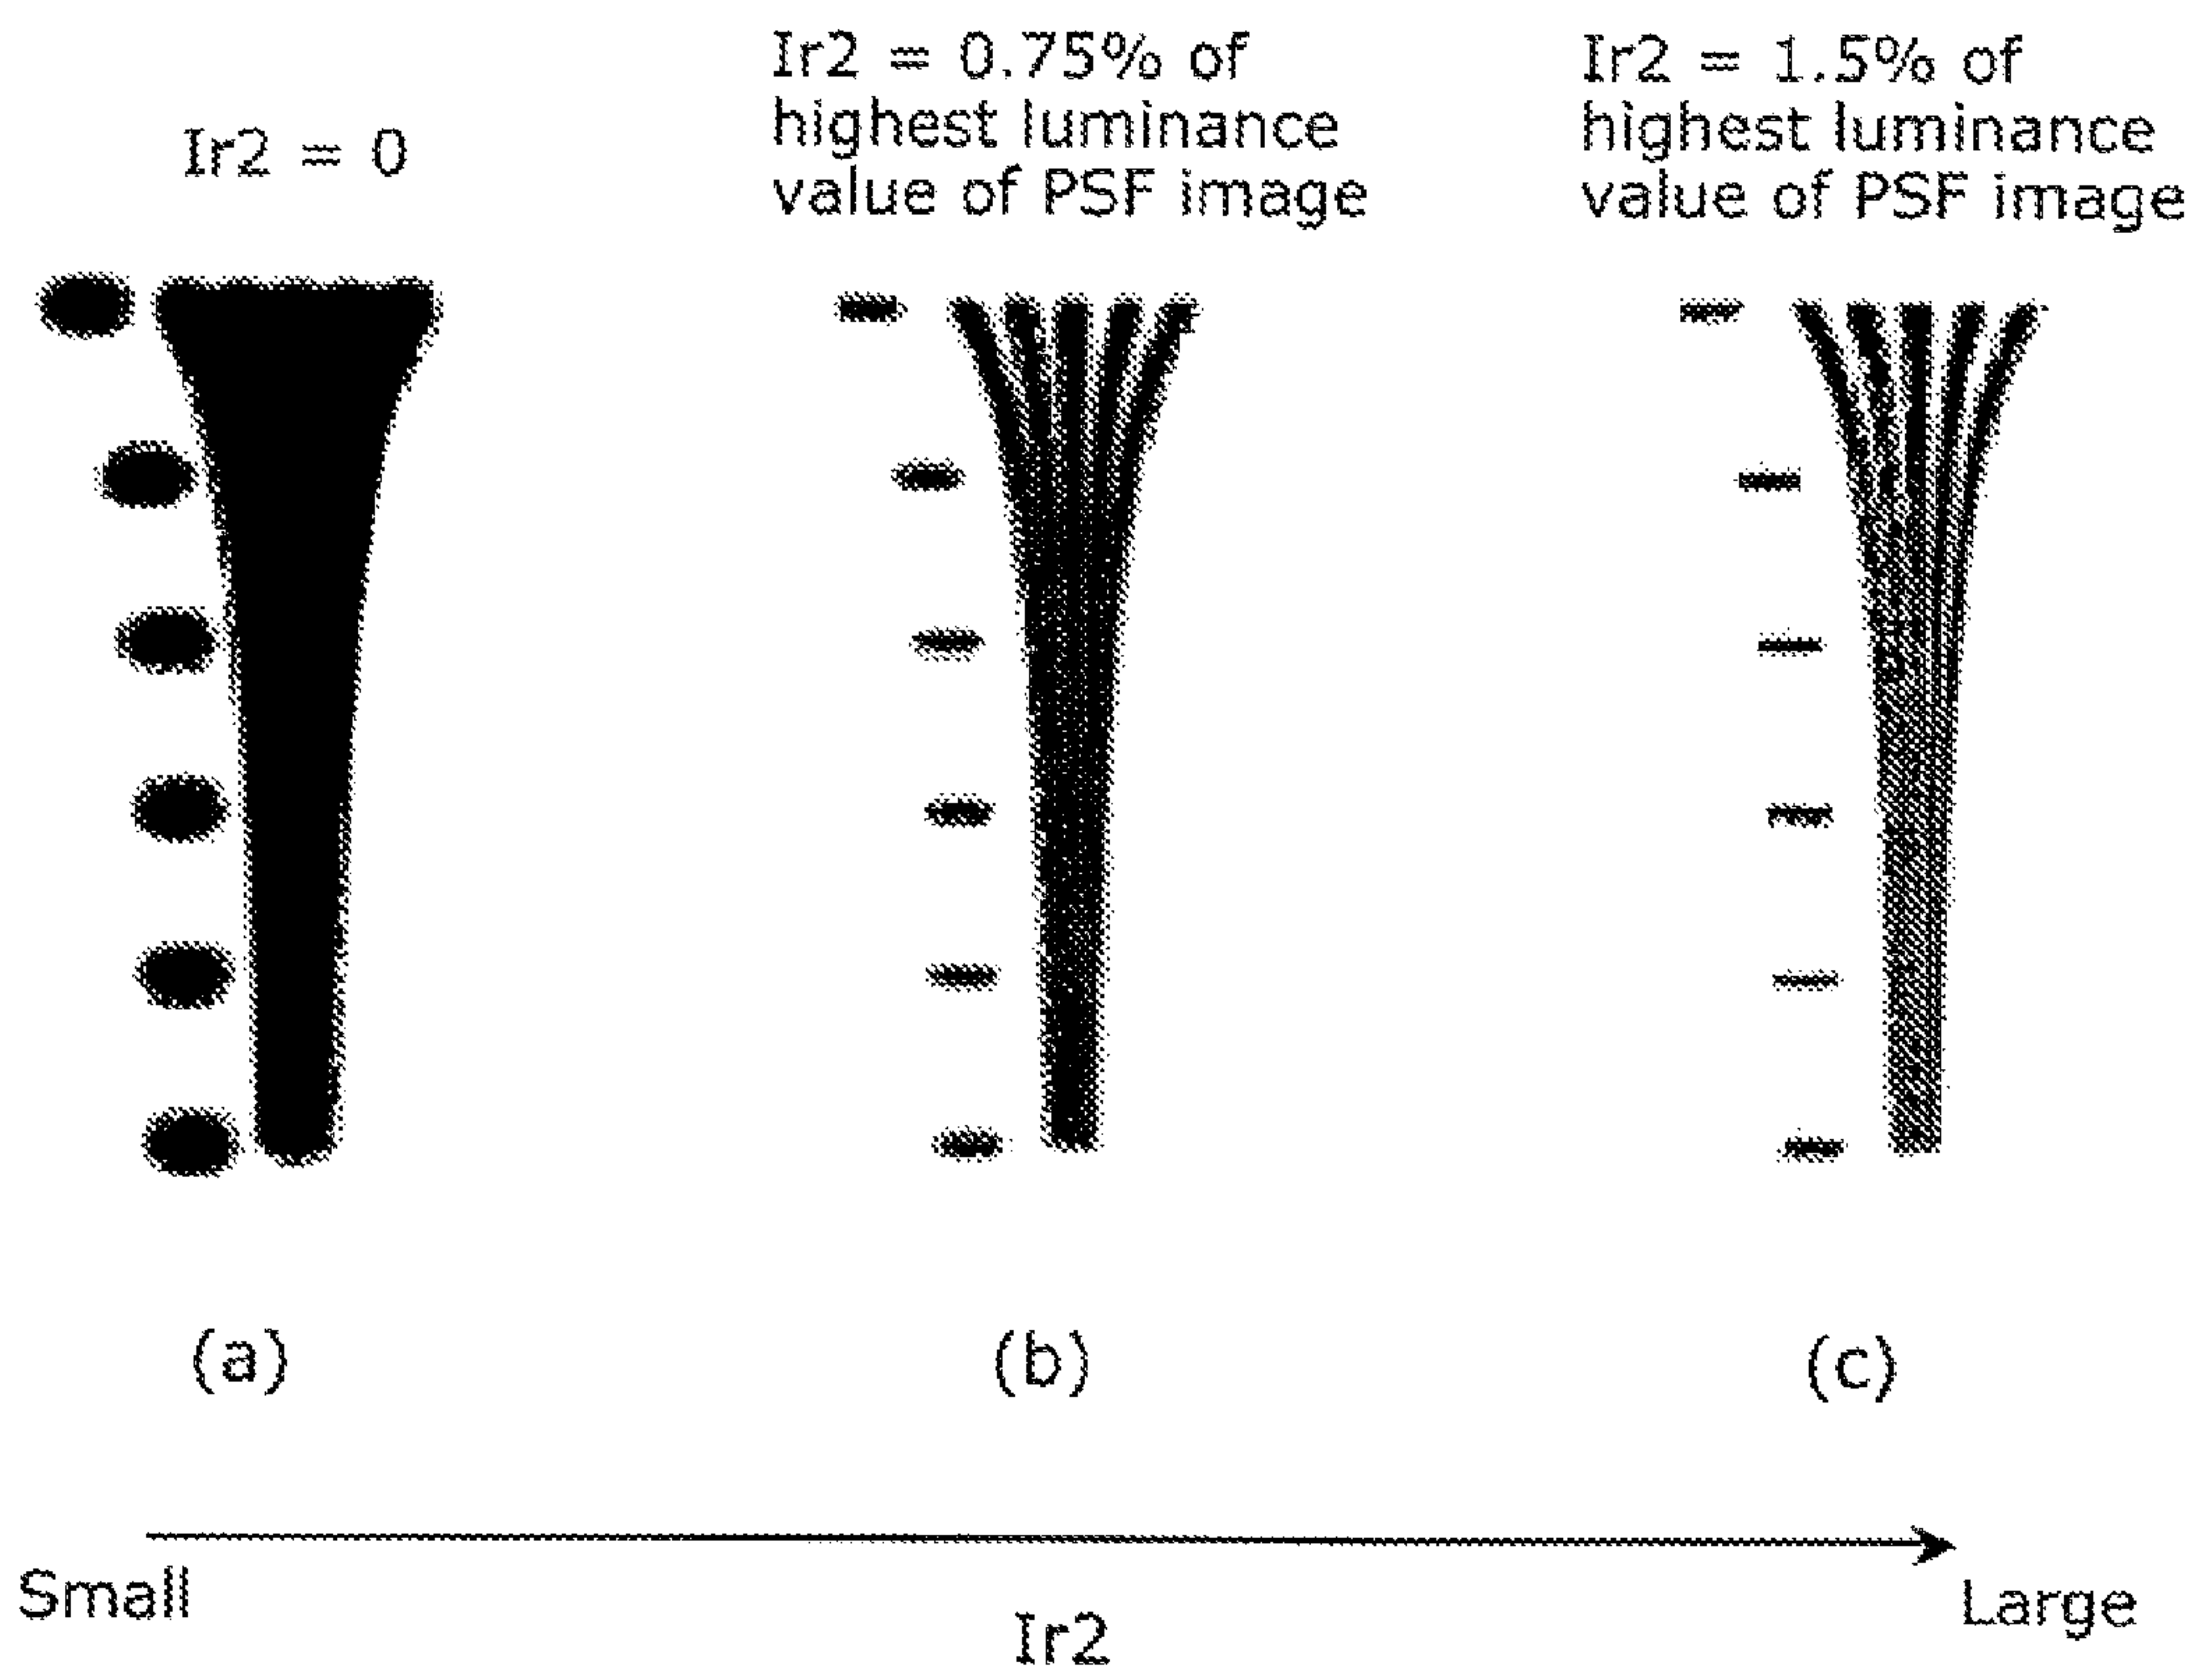 Ir2 = 0
Ir2 = 0.75% of
highest luminance
value of PSF image
Ir2 = 1.5% of
highest luminance
value of PSF image
(a)
(b)
(c)
Small
Ir2
Large